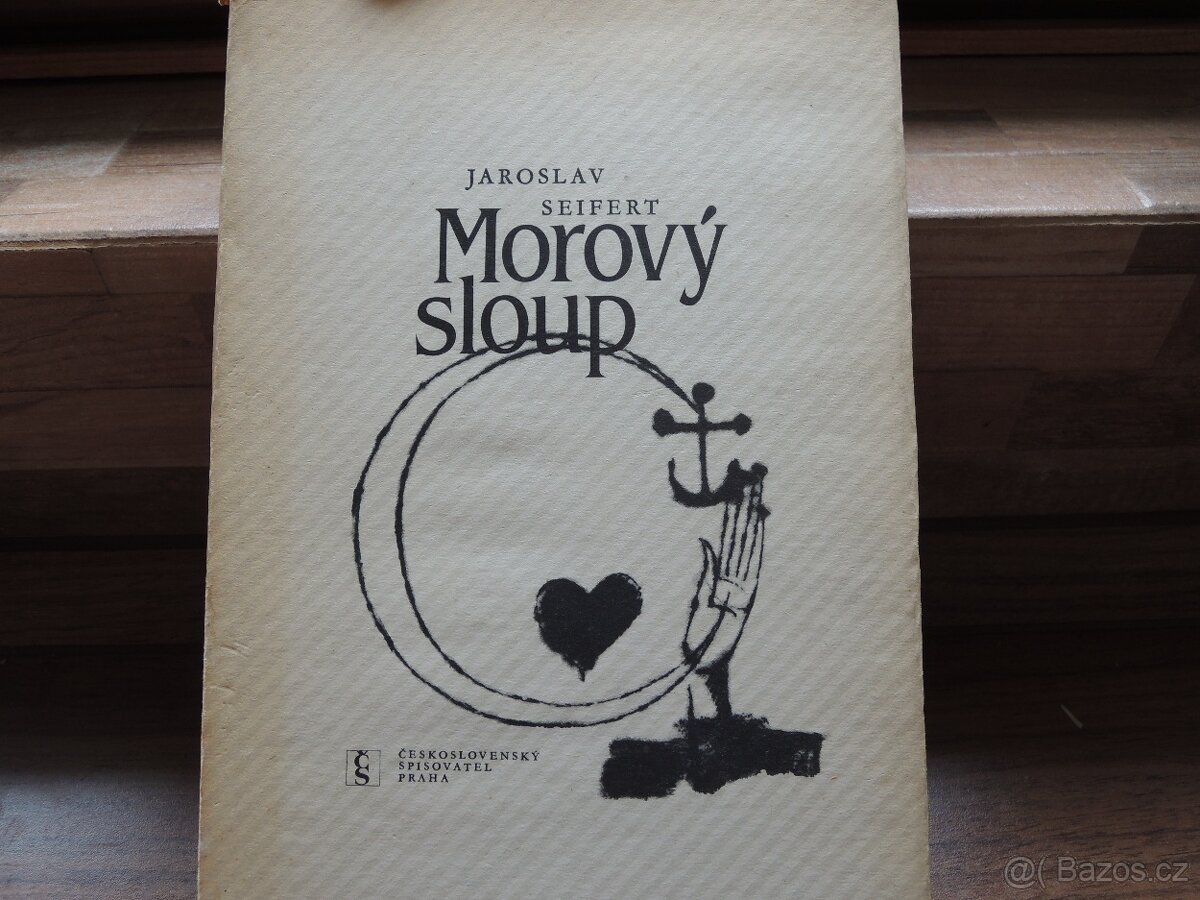 JAROSLAV
SEIFERT
Morový
sloup
ČS
ČESKOSLOVENSKÝ
SPISOVATEL
PRAHA
@( Bazos.cz